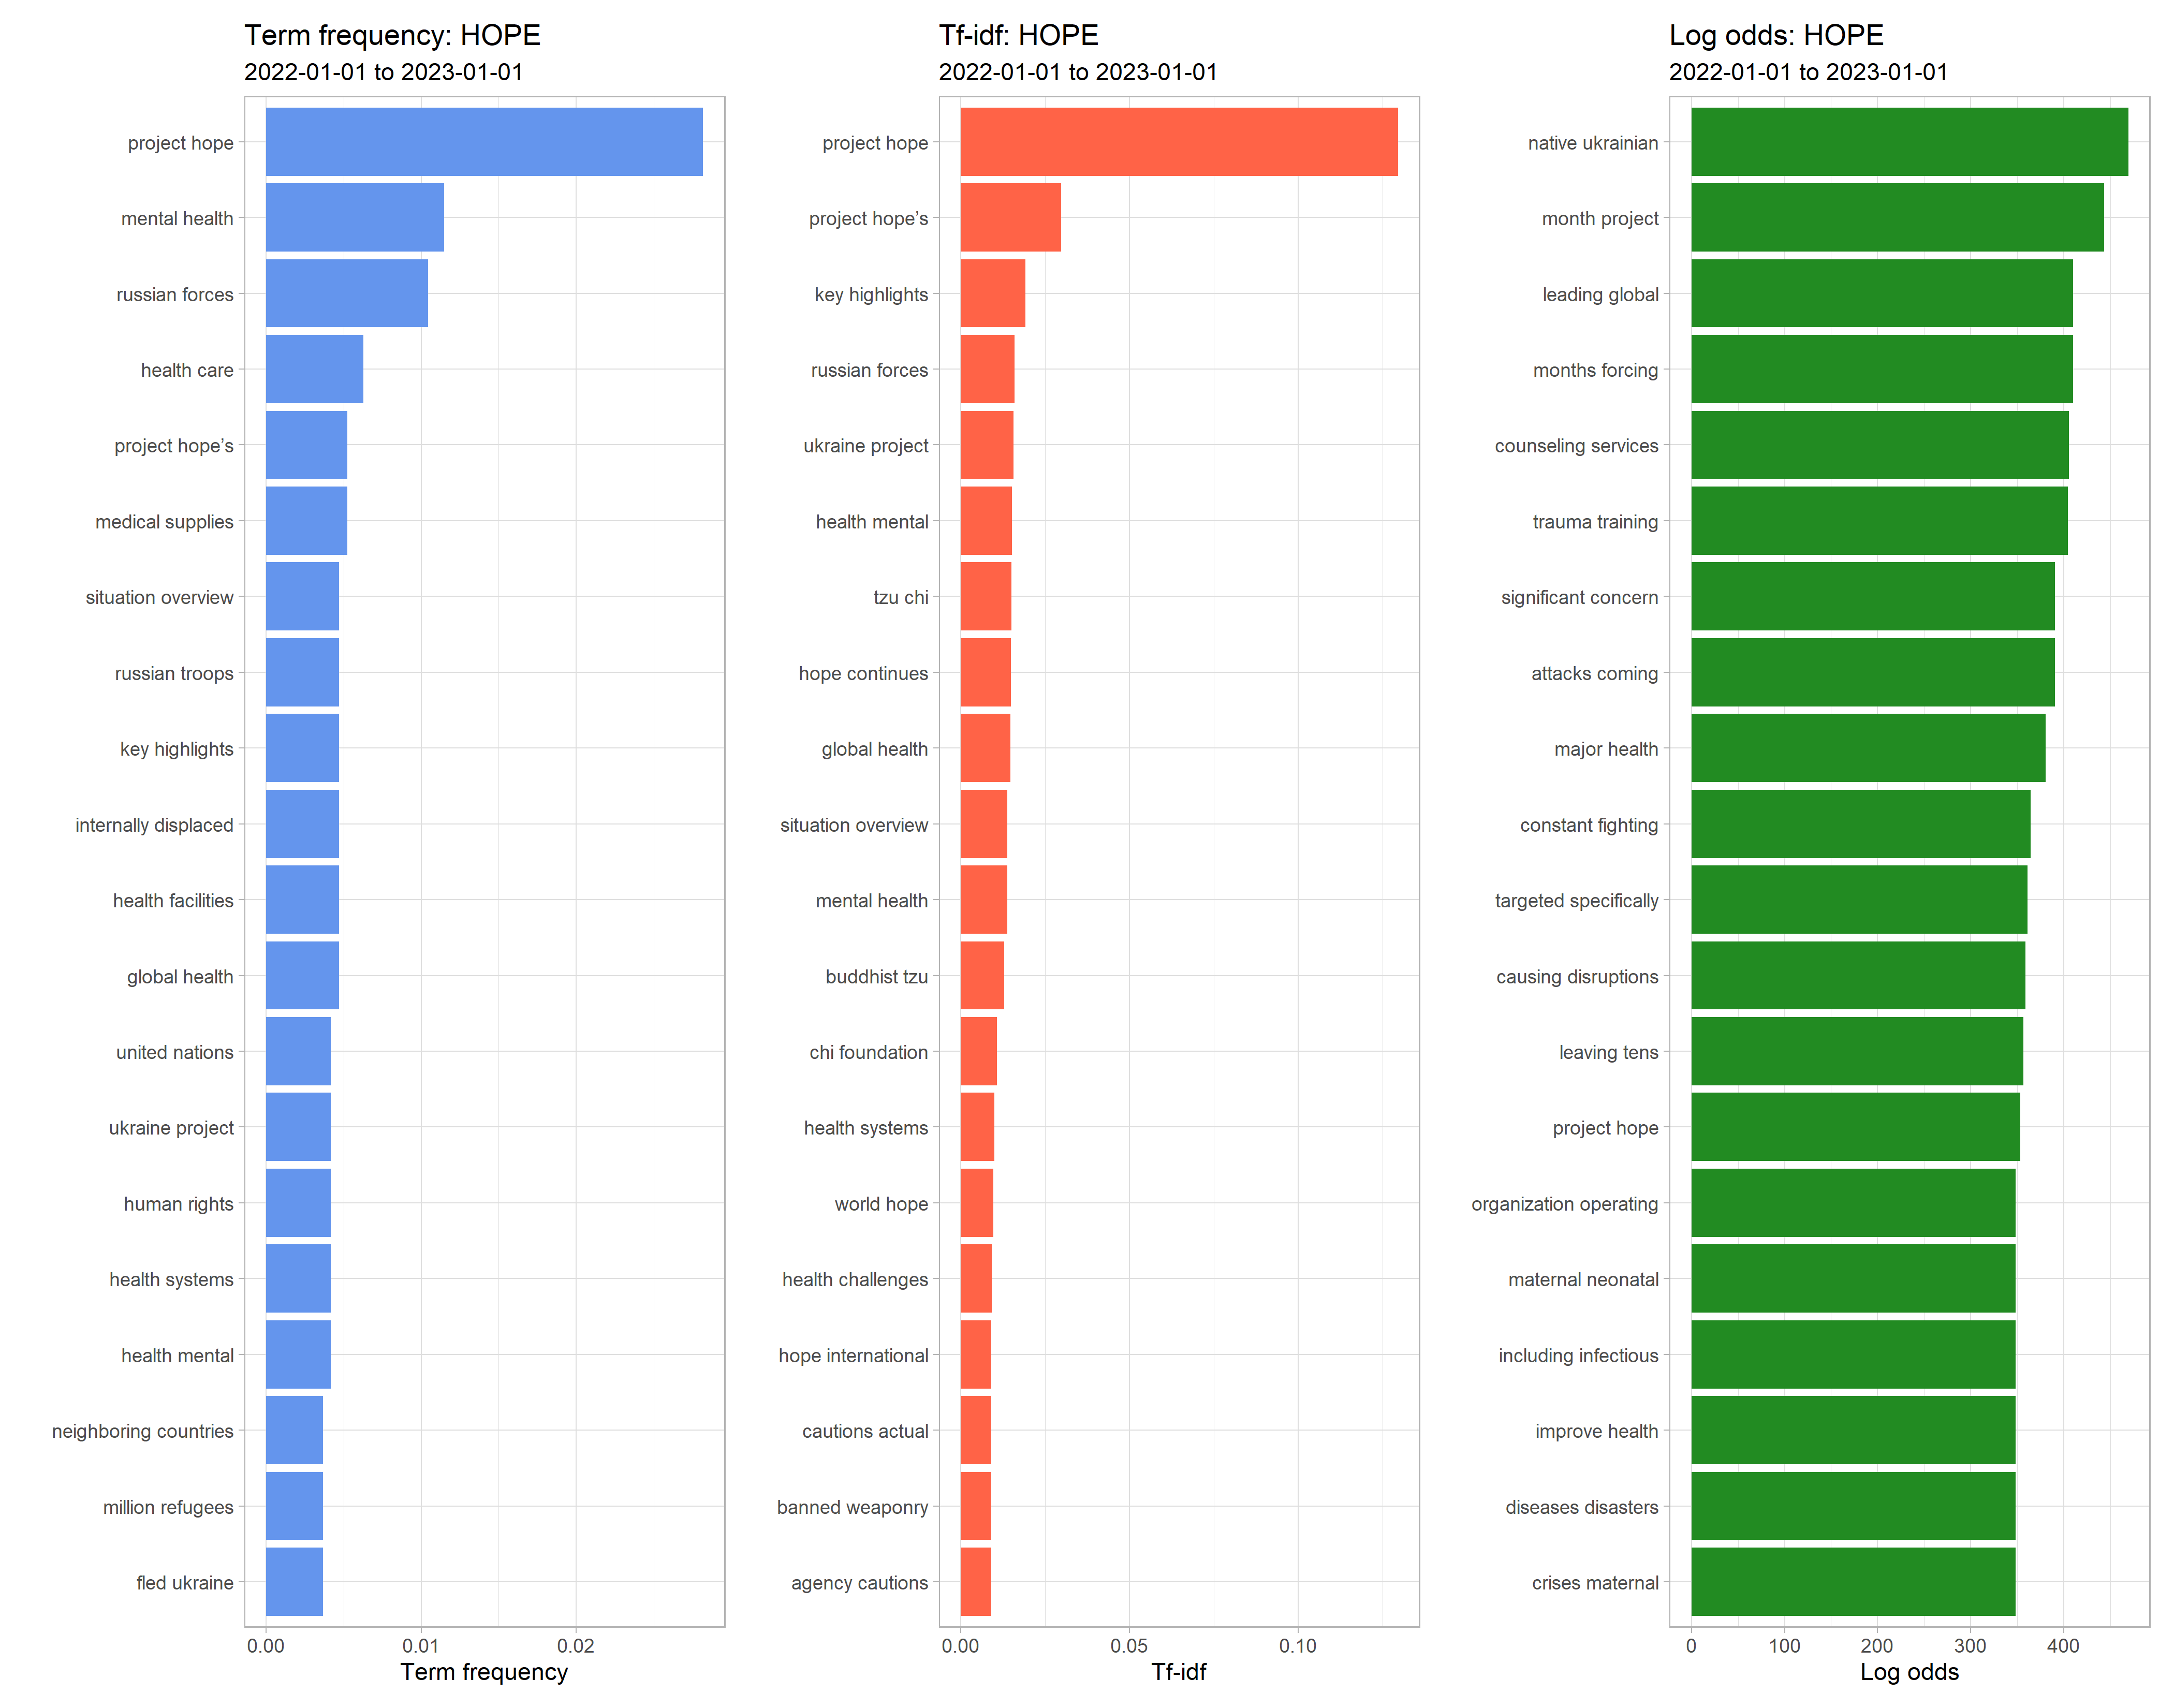 Term frequency: HOPE
2022-01-01 to 2023-01-01
project hope
mental health
russian forces
health care
project hope’s
medical supplies
situation overview
russian troops
key highlights
internally displaced
health facilities
global health
united nations
ukraine project
human rights
health systems
health mental
neighboring countries
million refugees
fled ukraine
0.00 0.01 0.02
Term frequency
Tf-idf: HOPE
2022-01-01 to 2023-01-01
project hope
project hope’s
key highlights
russian forces
ukraine project
health mental
tzu chi
hope continues
global health
situation overview
mental health
buddhist tzu
chi foundation
health systems
world hope
health challenges
hope international
cautions actual
banned weaponry
agency cautions
0.00 0.05 0.10
Tf-idf
Log odds: HOPE
2022-01-01 to 2023-01-01
native ukrainian
month project
leading global
months forcing
counseling services
trauma training
significant concern
attacks coming
major health
constant fighting
targeted specifically
causing disruptions
leaving tens
project hope
organization operating
maternal neonatal
including infectious
improve health
diseases disasters
crises maternal
0 100 200 300 400
Log odds